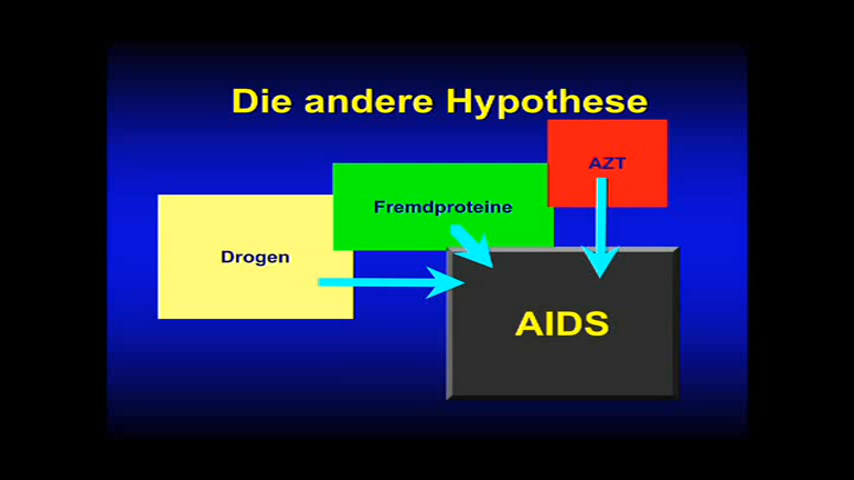 Die andere Hypothese
AZT
Fremdproteine
Drogen
AIDS